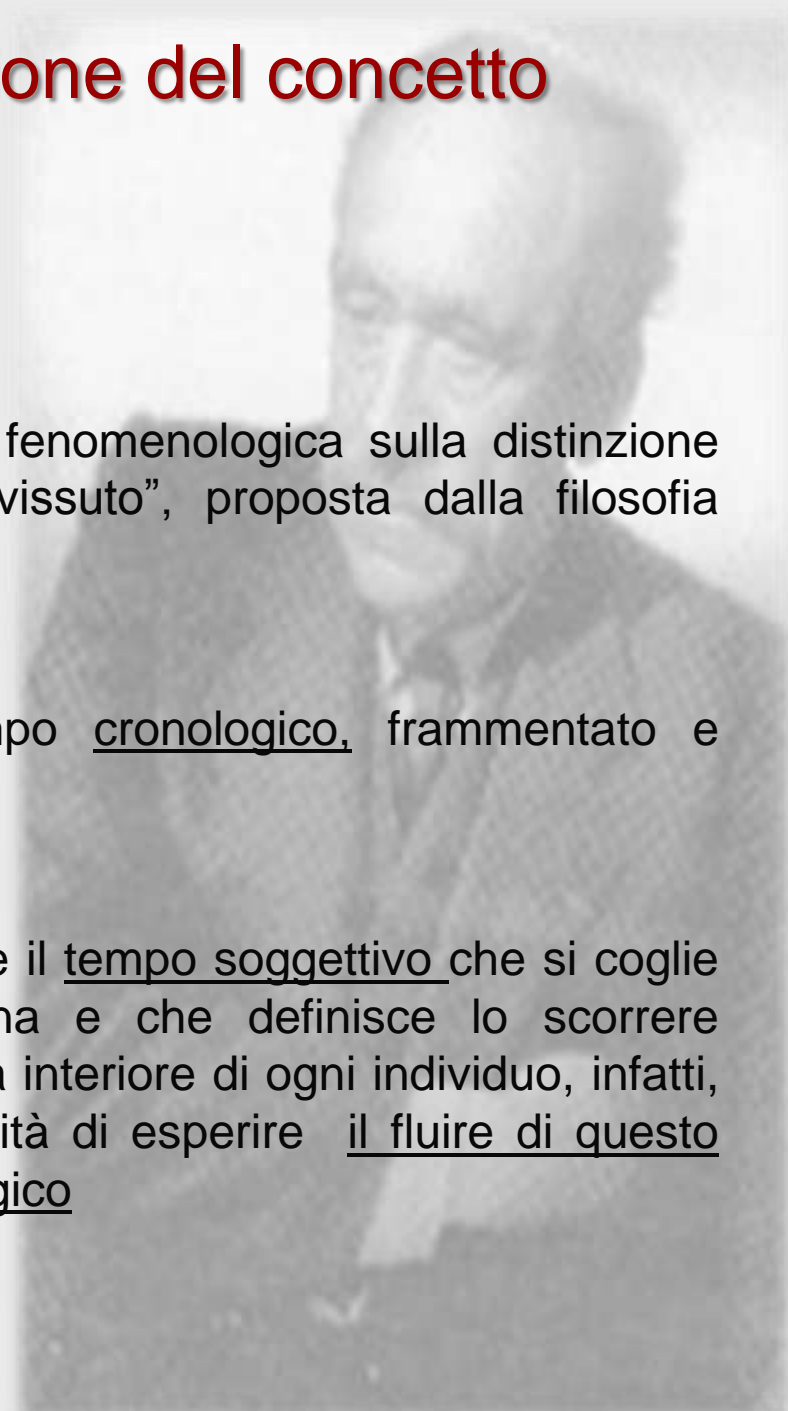 one del concetto
fenomenologica sulla distinzione
vissuto”, proposta dalla filosofia
mpo cronologico, frammentato e
e il tempo soggettivo che si coglie
na e che definisce lo scorrere
a interiore di ogni individuo, infatti,
ità di esperire il fluire di questo
gico